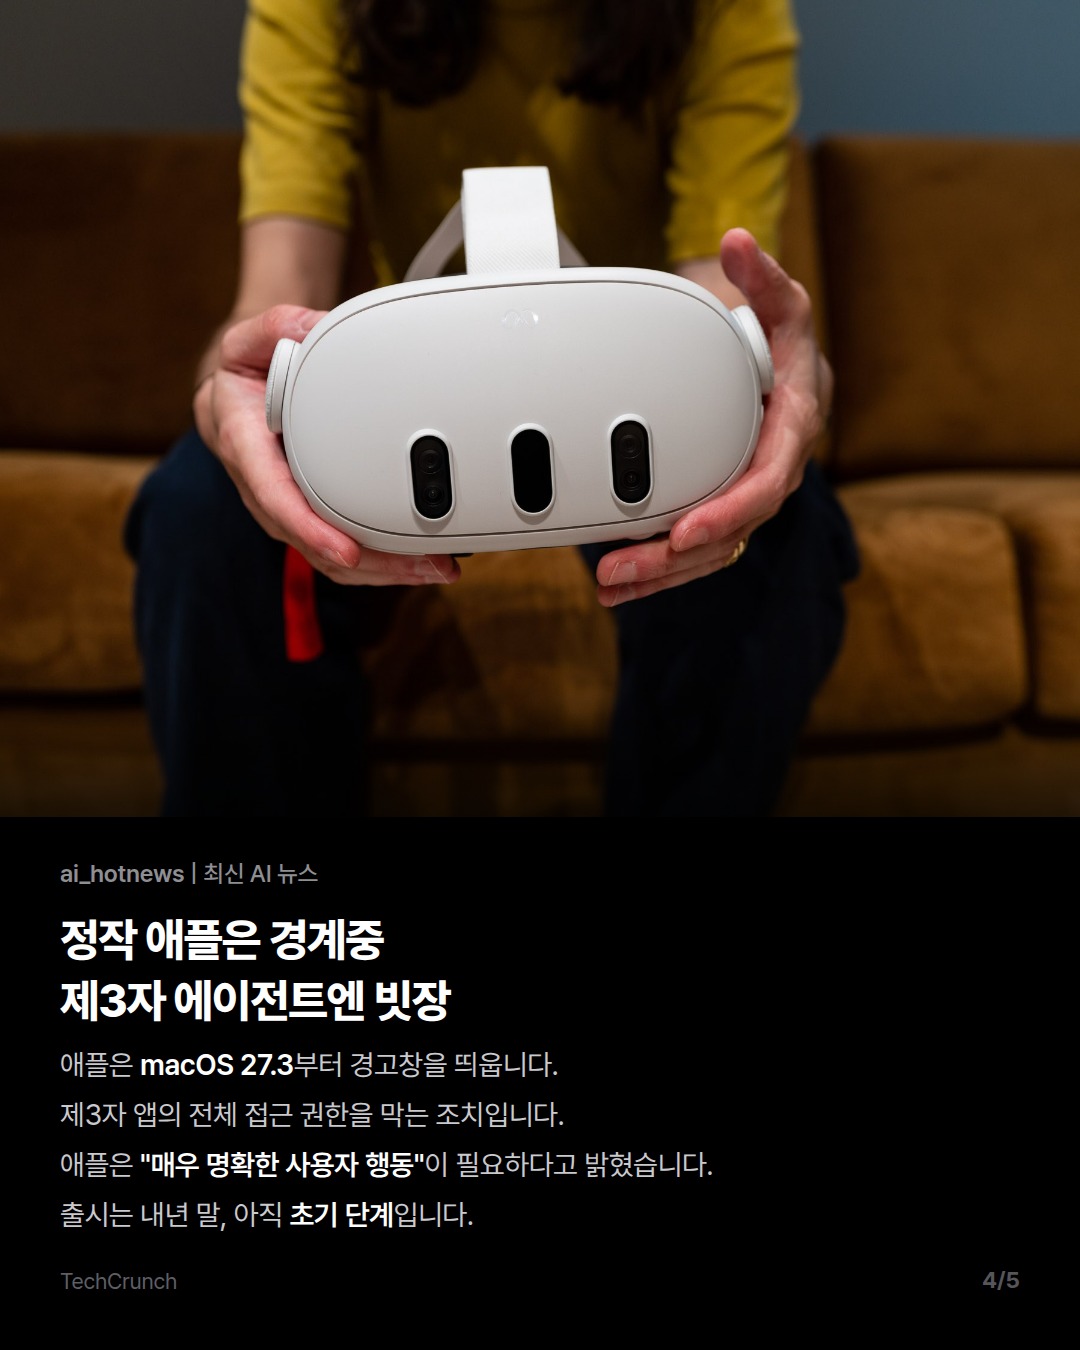 ai_hotnews | 최신 AI 뉴스
정작 애플은 경계중
제3자 에이전트엔 빗장
애플은 macOS 27.3부터 경고창을 띄웁니다.
제3자 앱의 전체 접근 권한을 막는 조치입니다.
애플은 "매우 명확한 사용자 행동"이 필요하다고 밝혔습니다.
출시는 내년 말, 아직 초기 단계입니다.
TechCrunch
4/5